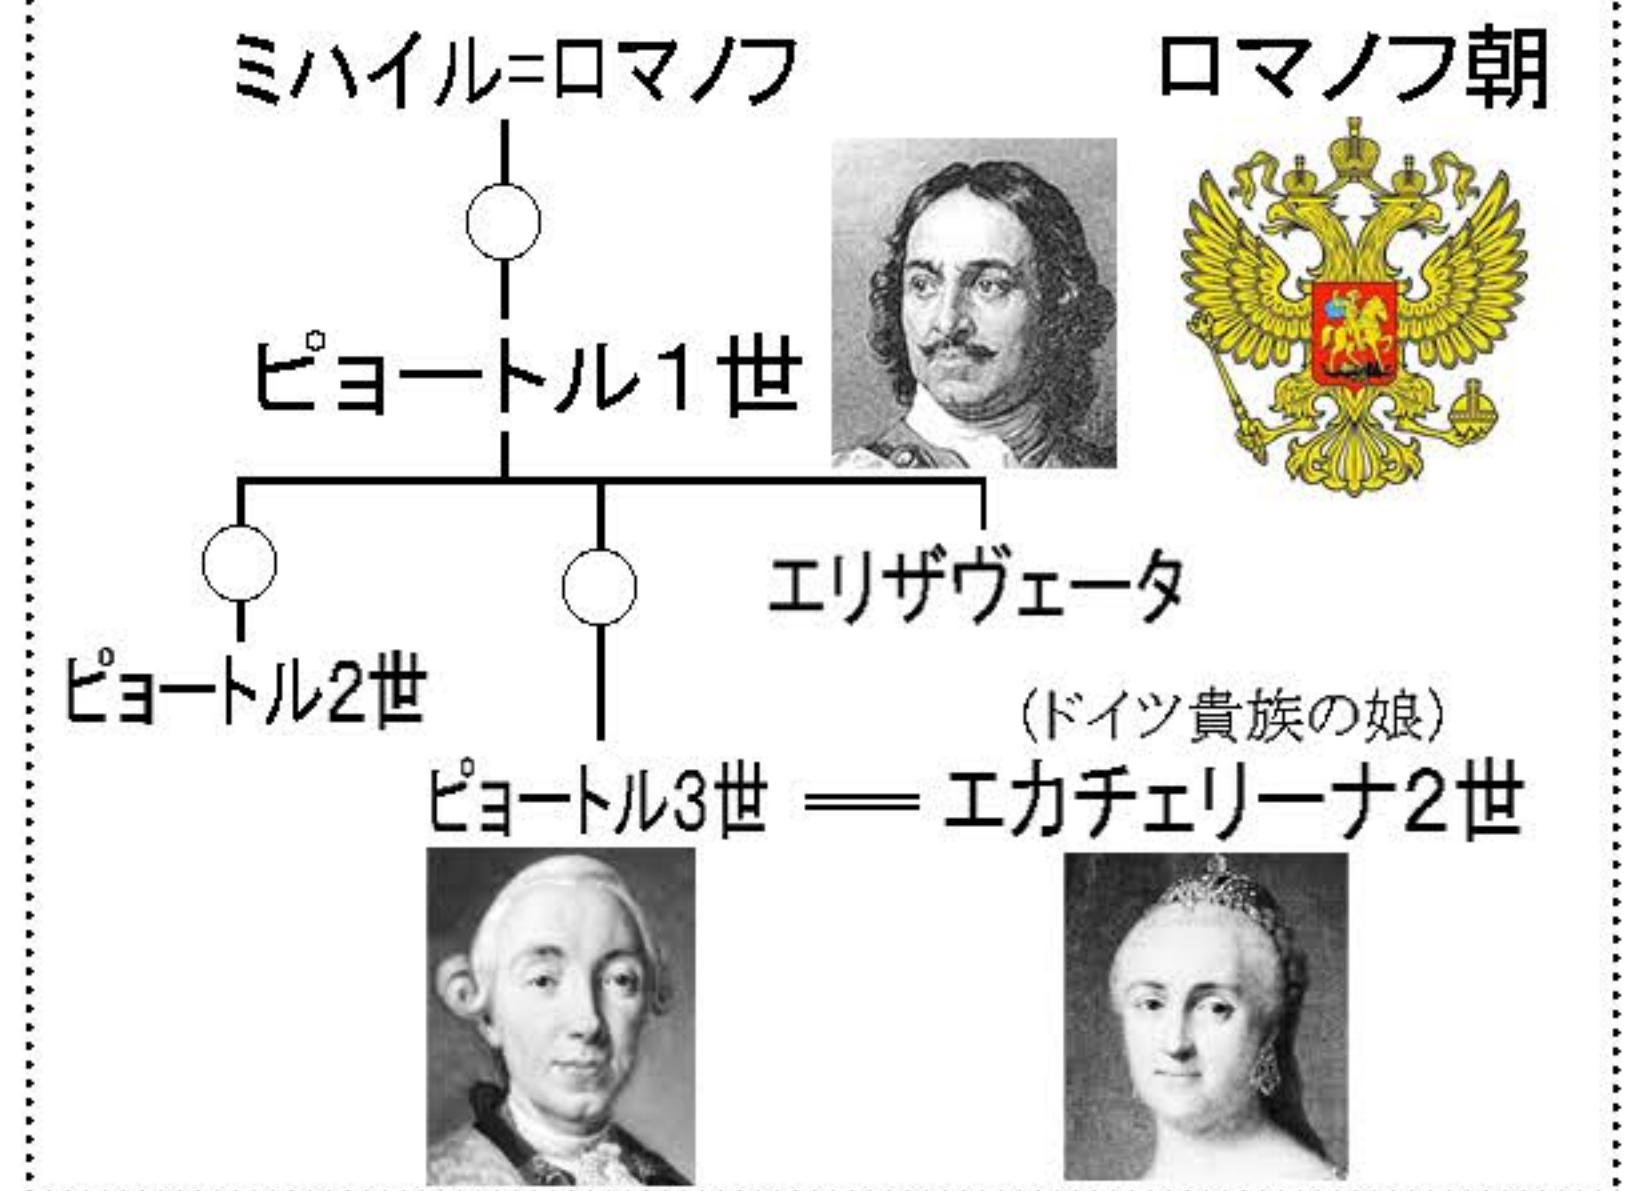 ミハイル=ロマノフ
ロマノフ朝
ピョートル1世
エリザヴェータ
ピョートル2世
(ドイツ貴族の娘)
ピョートル3世
エカチェリーナ2世